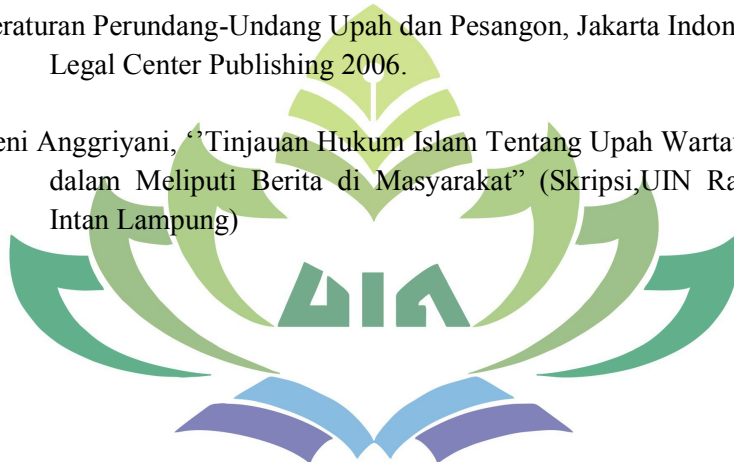 eraturan Perundang-Undang Upah dan Pesangon, Jakarta Indon
Legal Center Publishing 2006.
eni Anggriyani, ‘’Tinjauan Hukum Islam Tentang Upah Wartav
dalam Meliputi Berita di Masyarakat” (Skripsi,UIN Ra
Intan Lampung)
UIN